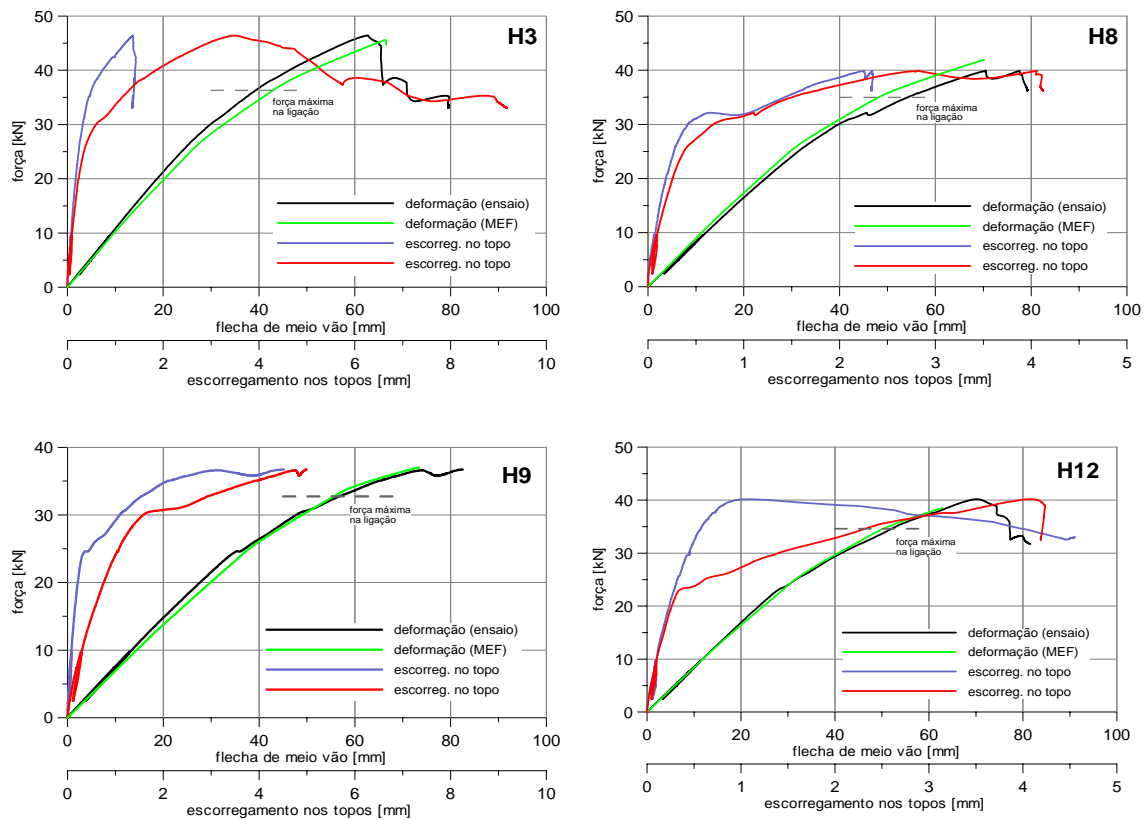 H3
força [kN]
50
40
30
20
10
0
força máxima
na ligação
deformação (ensaio)
deformação (MEF)
escorreg. no topo
escorreg. no topo
0 20 40 60 80 100
flecha de meio vão [mm]
0 2 4 6 8 10
escorregamento nos topos [mm]
H8
força [kN]
50
40
30
20
10
0
força máxima
na ligação
deformação (ensaio)
deformação (MEF)
escorreg. no topo
escorreg. no topo
0 20 40 60 80 100
flecha de meio vão [mm]
0 1 2 3 4 5
escorregamento nos topos [mm]
H9
força [kN]
40
30
20
10
0
força máxima
na ligação
deformação (ensaio)
deformação (MEF)
escorreg. no topo
escorreg. no topo
0 20 40 60 80 100
flecha de meio vão [mm]
0 2 4 6 8 10
escorregamento nos topos [mm]
H12
força [kN]
50
40
30
20
10
0
força máxima
na ligação
deformação (ensaio)
deformação (MEF)
escorreg. no topo
escorreg. no topo
0 20 40 60 80 100
flecha de meio vão [mm]
0 1 2 3 4 5
escorregamento nos topos [mm]